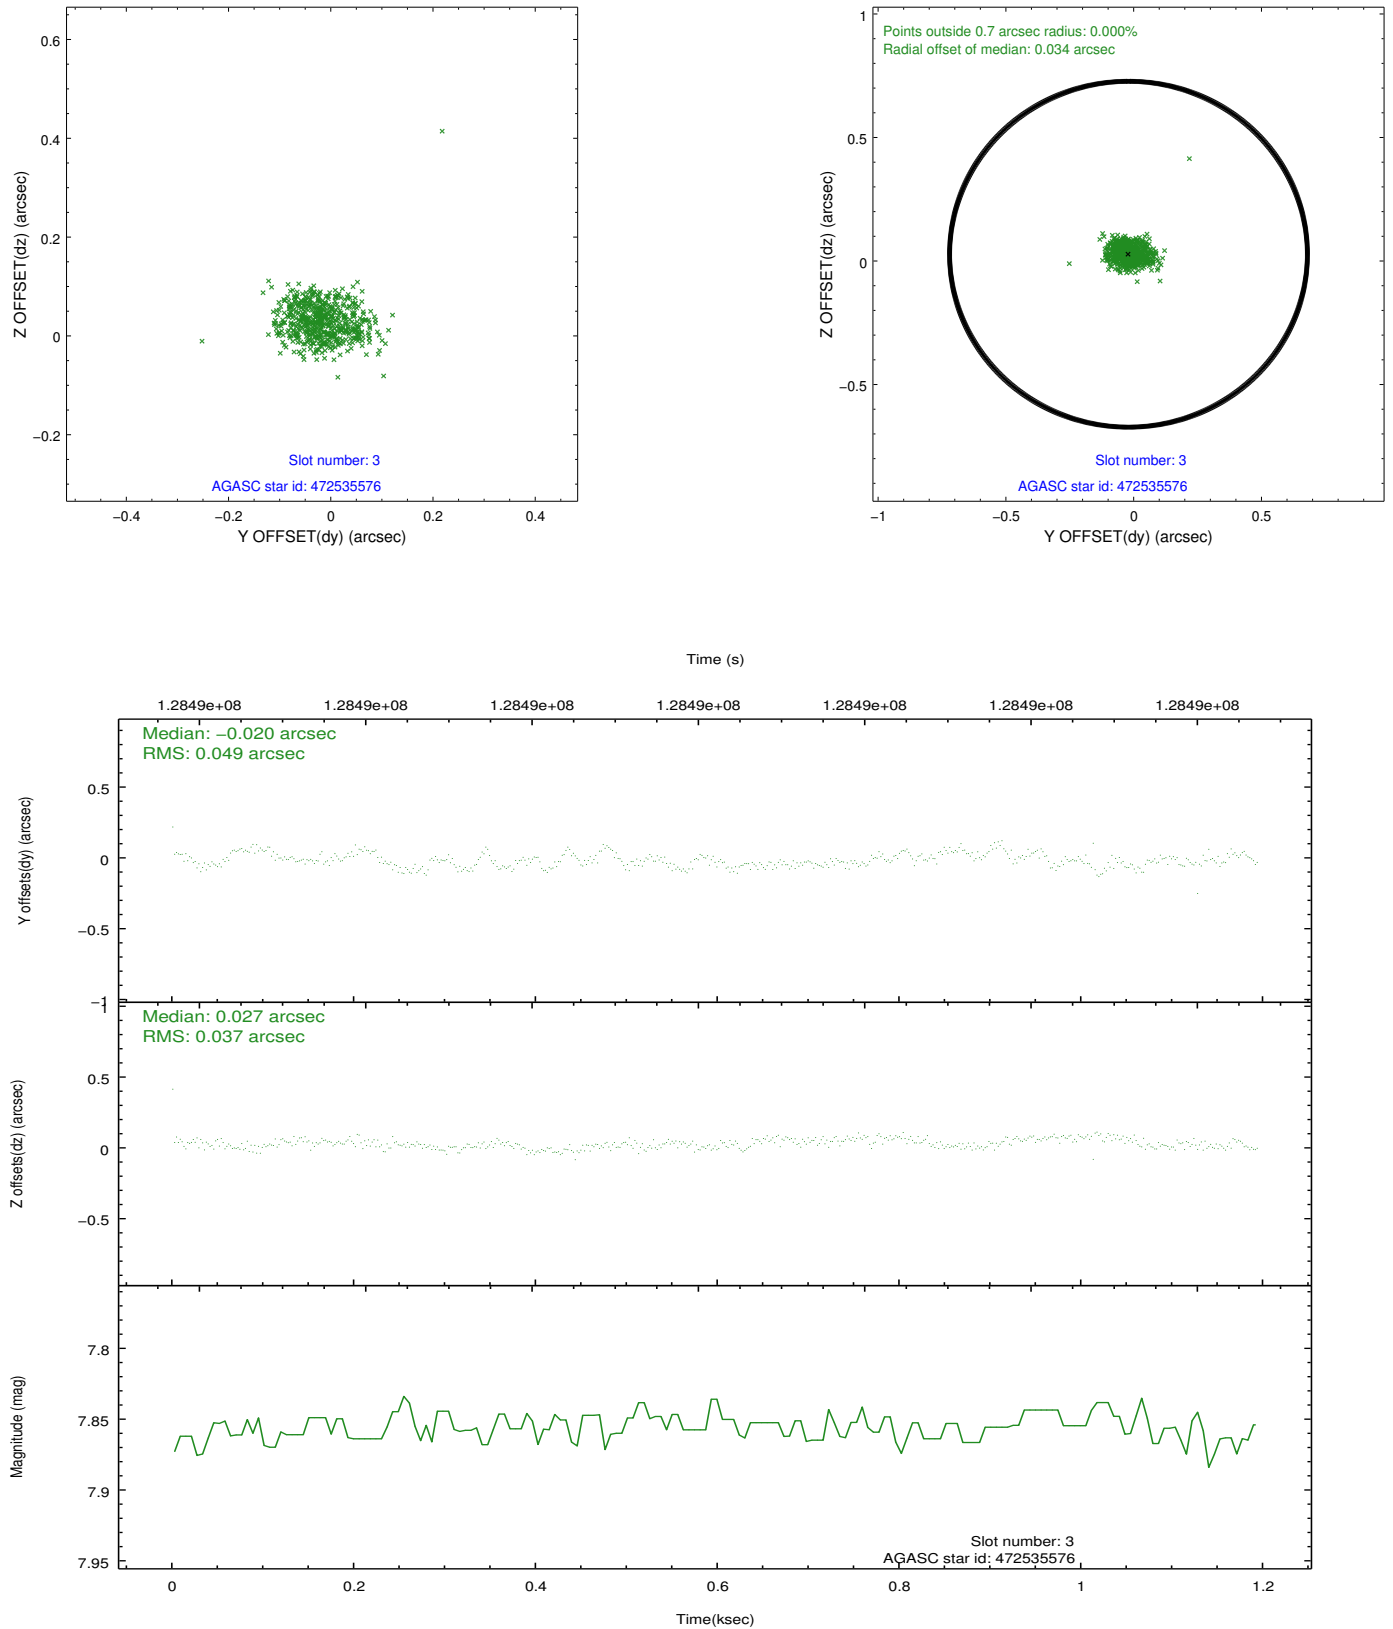 0.6
0.4
0.2
0
−0.2
Z OFFSET(dz) (arcsec)
Slot number: 3
AGASC star id: 472535576
−0.4
−0.2
0
0.2
0.4
Y OFFSET(dy) (arcsec)
Points outside 0.7 arcsec radius: 0.000%
Radial offset of median: 0.034 arcsec
1
0.5
0
−0.5
Z OFFSET(dz) (arcsec)
Slot number: 3
AGASC star id: 472535576
−1
−0.5
0
0.5
Y OFFSET(dy) (arcsec)
Time (s)
1.2849e+08
1.2849e+08
1.2849e+08
1.2849e+08
1.2849e+08
1.2849e+08
1.2849e+08
Median: −0.020 arcsec
RMS: 0.049 arcsec
0.5
0
−0.5
−1
Y offsets(dy) (arcsec)
Median: 0.027 arcsec
RMS: 0.037 arcsec
1
0.5
0
−0.5
Z offsets(dz) (arcsec)
7.8
7.85
7.9
7.95
Magnitude (mag)
Slot number: 3
AGASC star id: 472535576
0
0.2
0.4
0.6
0.8
1
1.2
Time(ksec)